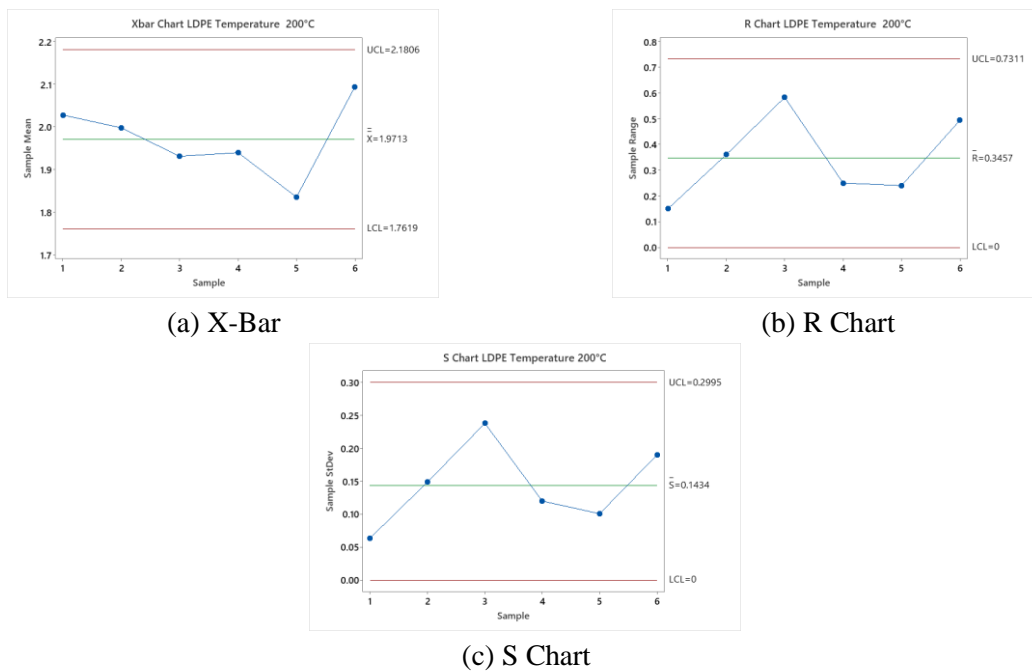 Xbar Chart LDPE Temperature 200°C
2.2
2.1
2.0
1.9
1.8
1.7
Sample Mean
UCL=2.1806
X̿=1.9713
LCL=1.7619
1 2 3 4 5 6
Sample
(a) X-Bar
R Chart LDPE Temperature 200°C
0.8
0.7
0.6
0.5
0.4
0.3
0.2
0.1
0.0
Sample Range
UCL=0.7311
R̄=0.3457
LCL=0
1 2 3 4 5 6
Sample
(b) R Chart
S Chart LDPE Temperature 200°C
0.30
0.25
0.20
0.15
0.10
0.05
0.00
Sample StDev
UCL=0.2995
S̄=0.1434
LCL=0
1 2 3 4 5 6
Sample
(c) S Chart